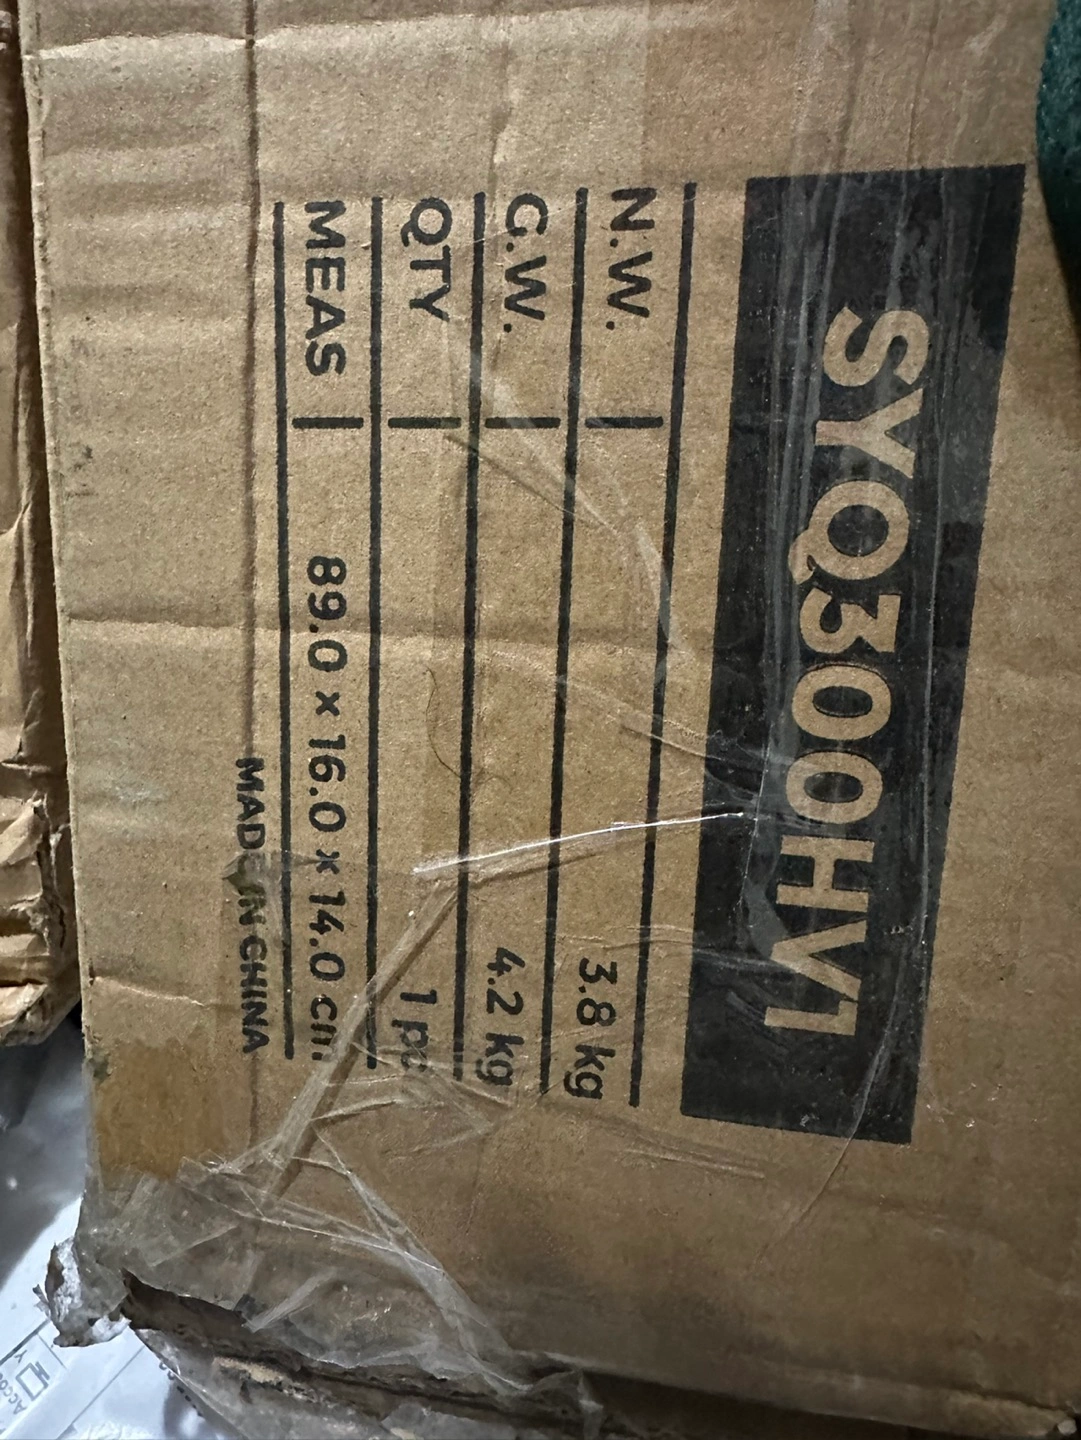 SYQ300HV1
N.W. | 3.8 kg
G.W. | 4.2 kg
QTY | 1 pc
MEAS | 89.0 x 16.0 x 14.0 cm
MADE IN CHINA